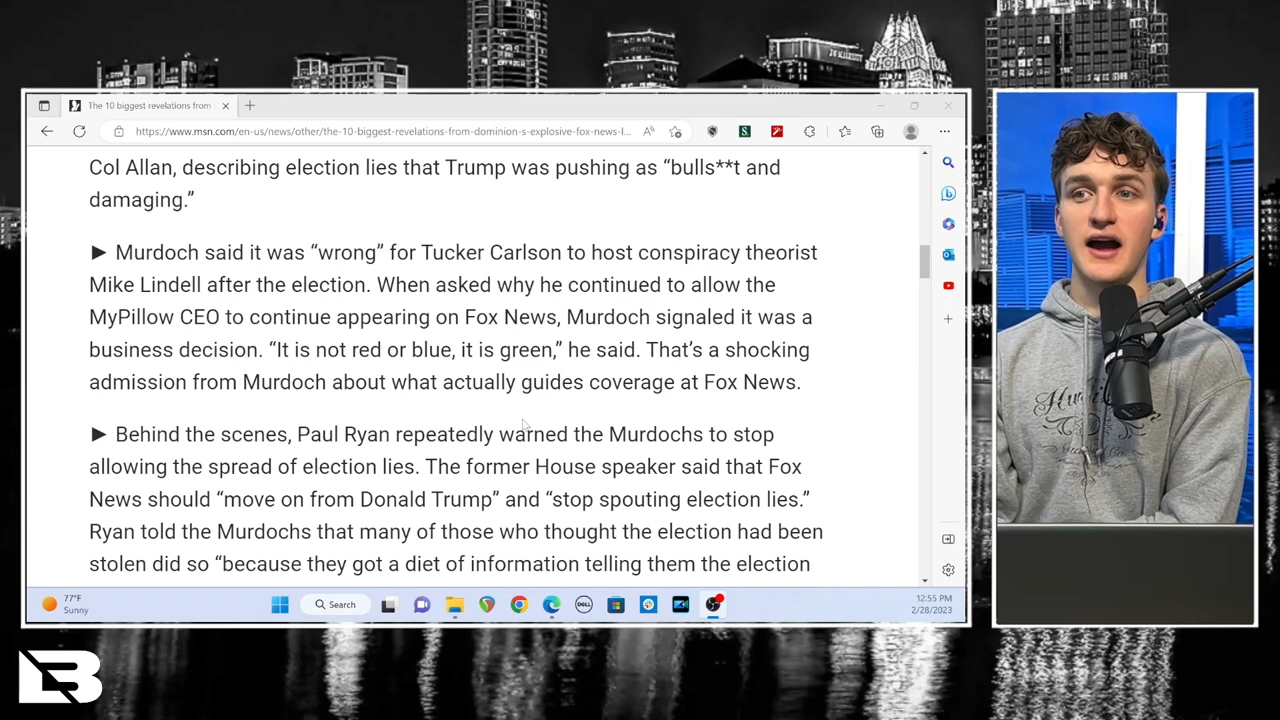 The 10 biggest revelations from
https://www.msn.com/en-us/news/other/the-10-biggest-revelations-from-dominion-s-explosive-fox-news-l...
Col Allan, describing election lies that Trump was pushing as “bulls**t and
damaging.”
► Murdoch said it was “wrong” for Tucker Carlson to host conspiracy theorist
Mike Lindell after the election. When asked why he continued to allow the
MyPillow CEO to continue appearing on Fox News, Murdoch signaled it was a
business decision. “It is not red or blue, it is green,” he said. That’s a shocking
admission from Murdoch about what actually guides coverage at Fox News.
► Behind the scenes, Paul Ryan repeatedly warned the Murdochs to stop
allowing the spread of election lies. The former House speaker said that Fox
News should “move on from Donald Trump” and “stop spouting election lies.”
Ryan told the Murdochs that many of those who thought the election had been
stolen did so “because they got a diet of information telling them the election
77°F
Sunny
Search
DELL
12:55 PM
2/28/2023